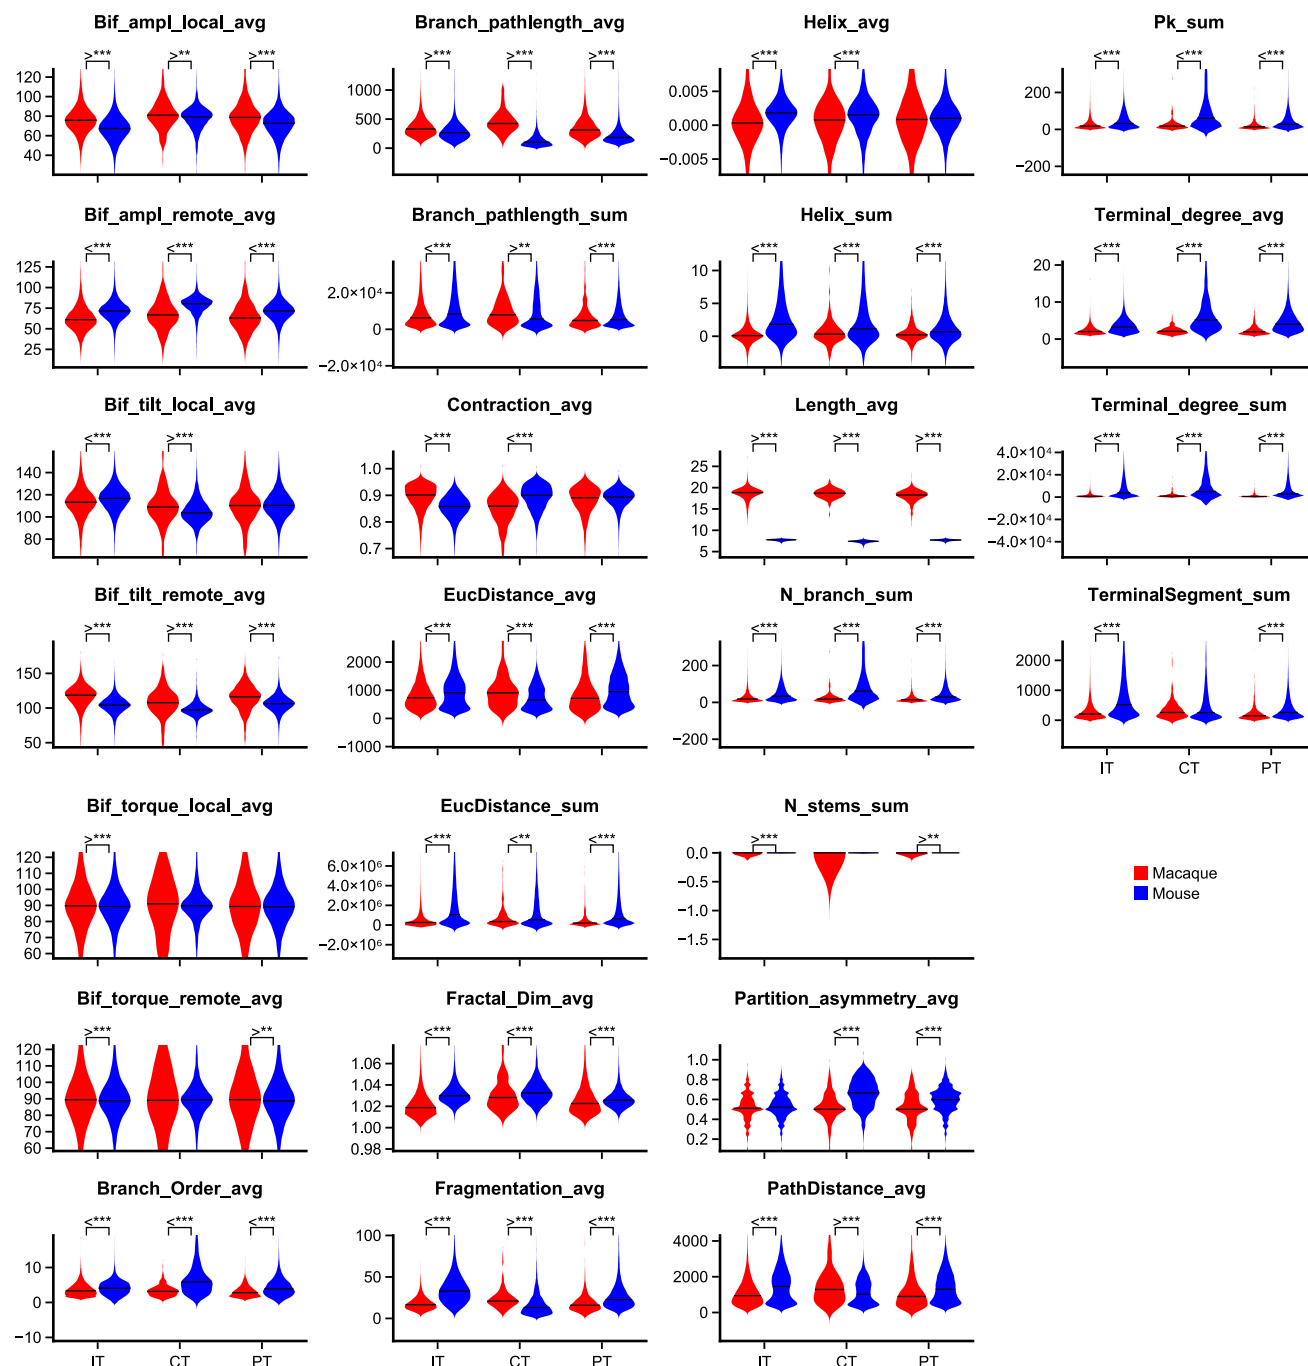 Bif_ampl_local_avg
>*** >** >***
120
100
80
60
40
Branch_pathlength_avg
>*** >*** >***
1000
500
0
Helix_avg
<*** <***
0.005
0.000
−0.005
Pk_sum
<*** <*** <***
200
0
−200
Bif_ampl_remote_avg
<*** <*** <***
125
100
75
50
25
Branch_pathlength_sum
<*** >** <***
2.0×10⁴
0
−2.0×10⁴
Helix_sum
<*** <*** <***
10
5
0
Terminal_degree_avg
<*** <*** <***
20
10
0
Bif_tilt_local_avg
<*** >***
140
120
100
80
Contraction_avg
>*** <***
1.0
0.9
0.8
0.7
Length_avg
>*** >*** >***
25
20
15
10
5
Terminal_degree_sum
<*** <*** <***
4.0×10⁴
2.0×10⁴
0
−2.0×10⁴
−4.0×10⁴
Bif_tilt_remote_avg
>*** >*** >***
150
100
50
EucDistance_avg
<*** >*** <***
2000
1000
0
−1000
N_branch_sum
<*** <*** <***
200
0
−200
TerminalSegment_sum
<*** <***
2000
1000
0
IT CT PT
Bif_torque_local_avg
>***
120
110
100
90
80
70
60
EucDistance_sum
<*** <** <***
6.0×10⁶
4.0×10⁶
2.0×10⁶
0
−2.0×10⁶
N_stems_sum
>*** >**
0.0
−0.5
−1.0
−1.5
Macaque
Mouse
Bif_torque_remote_avg
>*** >**
120
110
100
90
80
70
60
Fractal_Dim_avg
<*** <*** <***
1.06
1.04
1.02
1.00
0.98
Partition_asymmetry_avg
<*** <***
1.0
0.8
0.6
0.4
0.2
Branch_Order_avg
<*** <*** <***
10
0
−10
IT CT PT
Fragmentation_avg
<*** >*** <***
100
50
0
IT CT PT
PathDistance_avg
<*** >*** <***
4000
2000
0
IT CT PT